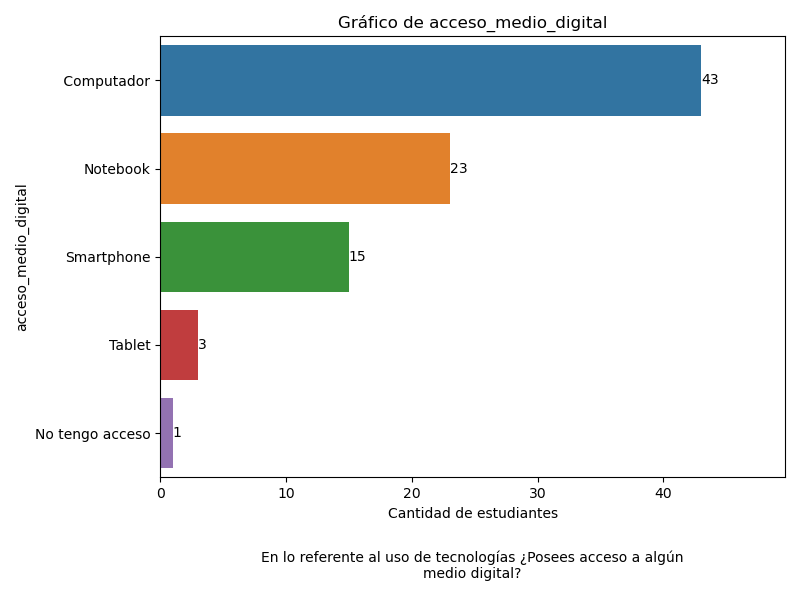 Gráfico de acceso_medio_digital
acceso_medio_digital
Computador
43
Notebook
23
Smartphone
15
Tablet
3
No tengo acceso
1
0 10 20 30 40
Cantidad de estudiantes
En lo referente al uso de tecnologías ¿Posees acceso a algún
medio digital?